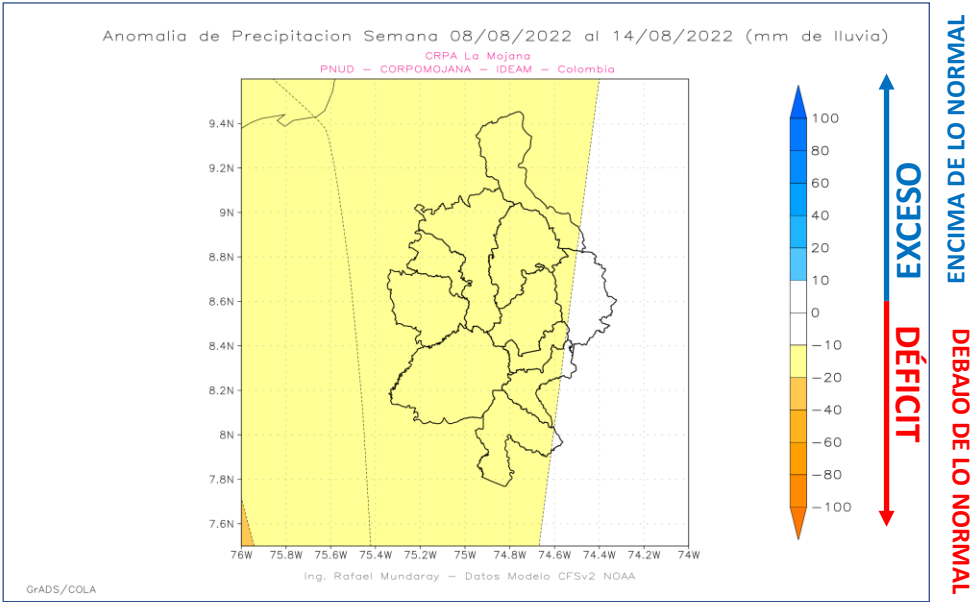 Anomalia de Precipitacion Semana 08/08/2022 al 14/08/2022 (mm de lluvia)
CRPA La Mojana
PNUD – CORPOMOJANA – IDEAM – Colombia
9.4N
9.2N
9N
8.8N
8.6N
8.4N
8.2N
8N
7.8N
7.6N
76W 75.8W 75.6W 75.4W 75.2W 75W 74.8W 74.6W 74.4W 74.2W 74W
Ing. Rafael Mundaray – Datos Modelo CFSv2 NOAA
GrADS/COLA
100
80
60
40
20
10
0
−10
−20
−40
−60
−80
−100
EXCESO
DÉFICIT
ENCIMA DE LO NORMAL
DEBAJO DE LO NORMAL